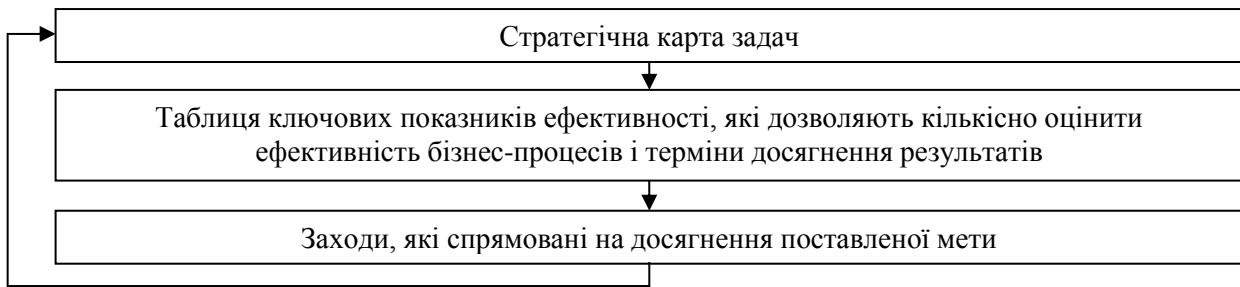 Стратегічна карта задач
Таблиця ключових показників ефективності, які дозволяють кількісно оцінити
ефективність бізнес-процесів і терміни досягнення результатів
Заходи, які спрямовані на досягнення поставленої мети